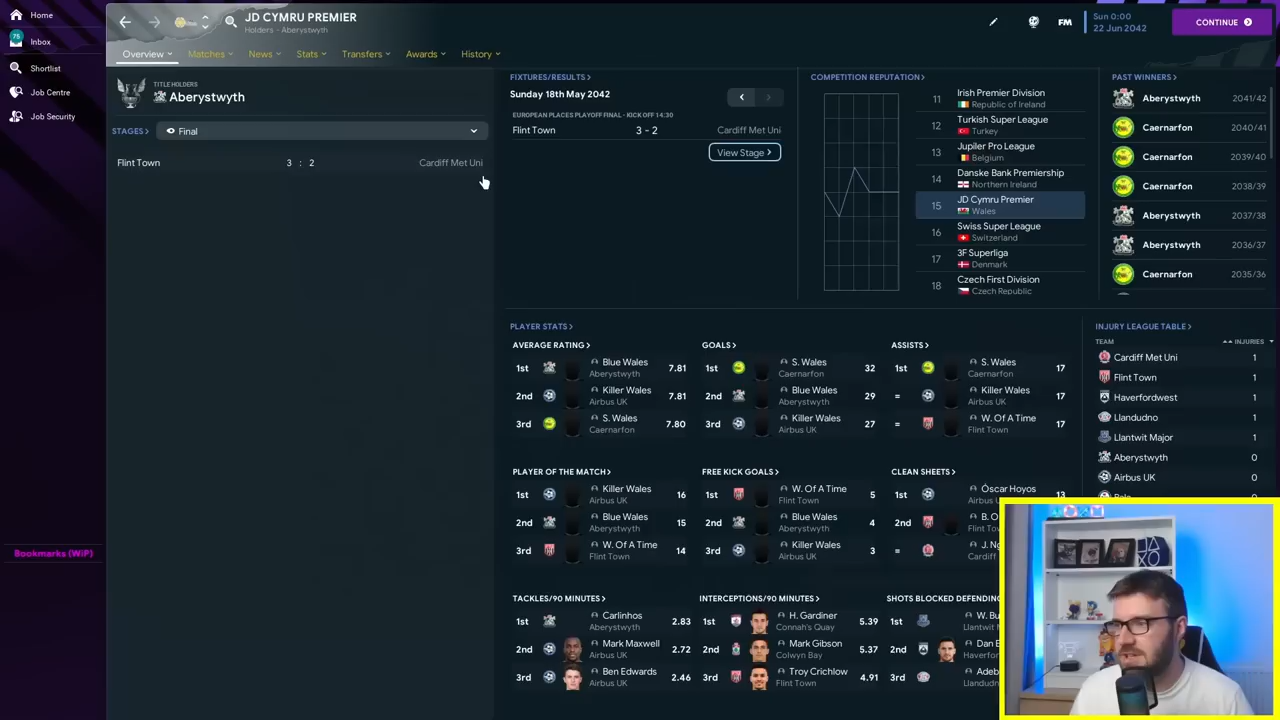 Home
75
Inbox
Shortlist
Job Centre
Job Security
Bookmarks (WiP)
JD CYMRU PREMIER
Holders - Aberystwyth
FM
Sun 0:00
22 Jun 2042
CONTINUE
Overview
Matches
News
Stats
Transfers
Awards
History
TITLE HOLDERS
Aberystwyth
STAGES
Final
Flint Town 3 : 2 Cardiff Met Uni
FIXTURES/RESULTS
Sunday 18th May 2042
EUROPEAN PLACES PLAYOFF FINAL - KICK OFF 14:30
Flint Town 3 - 2 Cardiff Met Uni
View Stage
COMPETITION REPUTATION
11 Irish Premier Division
Republic of Ireland
12 Turkish Super League
Turkey
13 Jupiler Pro League
Belgium
14 Danske Bank Premiership
Northern Ireland
15 JD Cymru Premier
Wales
16 Swiss Super League
Switzerland
17 3F Superliga
Denmark
18 Czech First Division
Czech Republic
PAST WINNERS
Aberystwyth 2041/42
Caernarfon 2040/41
Caernarfon 2039/40
Caernarfon 2038/39
Aberystwyth 2037/38
Aberystwyth 2036/37
Caernarfon 2035/36
PLAYER STATS
AVERAGE RATING
1st Blue Wales 7.81
Aberystwyth
2nd Killer Wales 7.81
Airbus UK
3rd S. Wales 7.80
Caernarfon
GOALS
1st S. Wales 32
Caernarfon
2nd Blue Wales 29
Aberystwyth
3rd Killer Wales 27
Airbus UK
ASSISTS
1st S. Wales 17
Caernarfon
= Killer Wales 17
Airbus UK
= W. Of A Time 17
Flint Town
PLAYER OF THE MATCH
1st Killer Wales 16
Airbus UK
2nd Blue Wales 15
Aberystwyth
3rd W. Of A Time 14
Flint Town
FREE KICK GOALS
1st W. Of A Time 5
Flint Town
2nd Blue Wales 4
Aberystwyth
3rd Killer Wales 3
Airbus UK
CLEAN SHEETS
1st Óscar Hoyos 13
Airbus
2nd B. O
Flint To
= J. Ng
Cardiff
TACKLES/90 MINUTES
1st Carlinhos 2.83
Aberystwyth
2nd Mark Maxwell 2.72
Airbus UK
3rd Ben Edwards 2.46
Airbus UK
INTERCEPTIONS/90 MINUTES
1st H. Gardiner 5.39
Connah's Quay
2nd Mark Gibson 5.37
Colwyn Bay
3rd Troy Crichlow 4.91
Flint Town
SHOTS BLOCKED DEFENDING
1st W. Bu
Llantwit
2nd Dan E
Haverfo
3rd Adeb
Llandud
INJURY LEAGUE TABLE
TEAM INJURIES
Cardiff Met Uni 1
Flint Town 1
Haverfordwest 1
Llandudno 1
Llantwit Major 1
Aberystwyth 0
Airbus UK 0